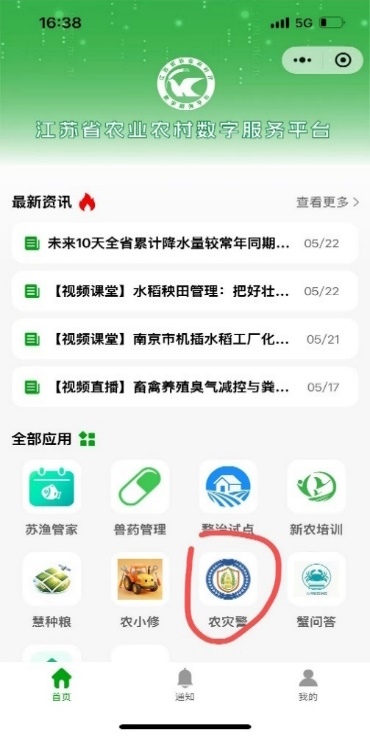 16:38
5G
江苏省农业农村数字服务平台
最新资讯
查看更多 >
未来10天全省累计降水量较常年同期... 05/22
【视频课堂】水稻秧田管理：把好壮... 05/22
【视频课堂】南京市机插水稻工厂化... 05/21
【视频直播】畜禽养殖臭气减控与粪... 05/17
全部应用
苏渔管家 兽药管理 整治试点 新农培训
慧种粮 农小修 农灾警 蟹问答
首页 通知 我的